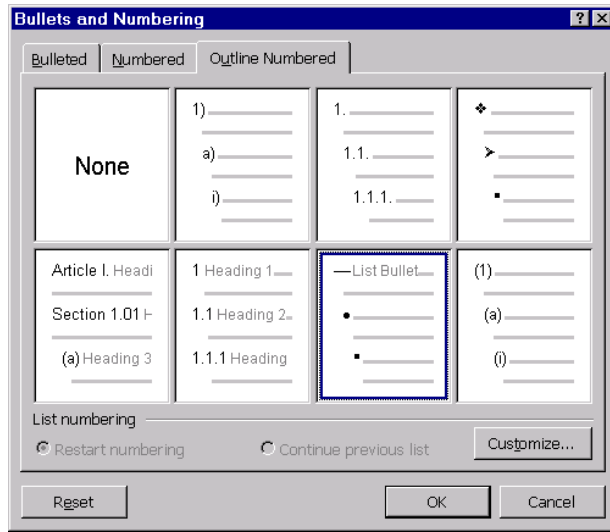 Bullets and Numbering
Bulleted Numbered Outline Numbered
None
1)
a)
i)
1.
1.1.
1.1.1.
Article I. Headi
Section 1.01 H
(a) Heading 3
1 Heading 1
1.1 Heading 2
1.1.1 Heading
List Bullet
(1)
(a)
(i)
List numbering
Restart numbering Continue previous list Customize...
Reset OK Cancel